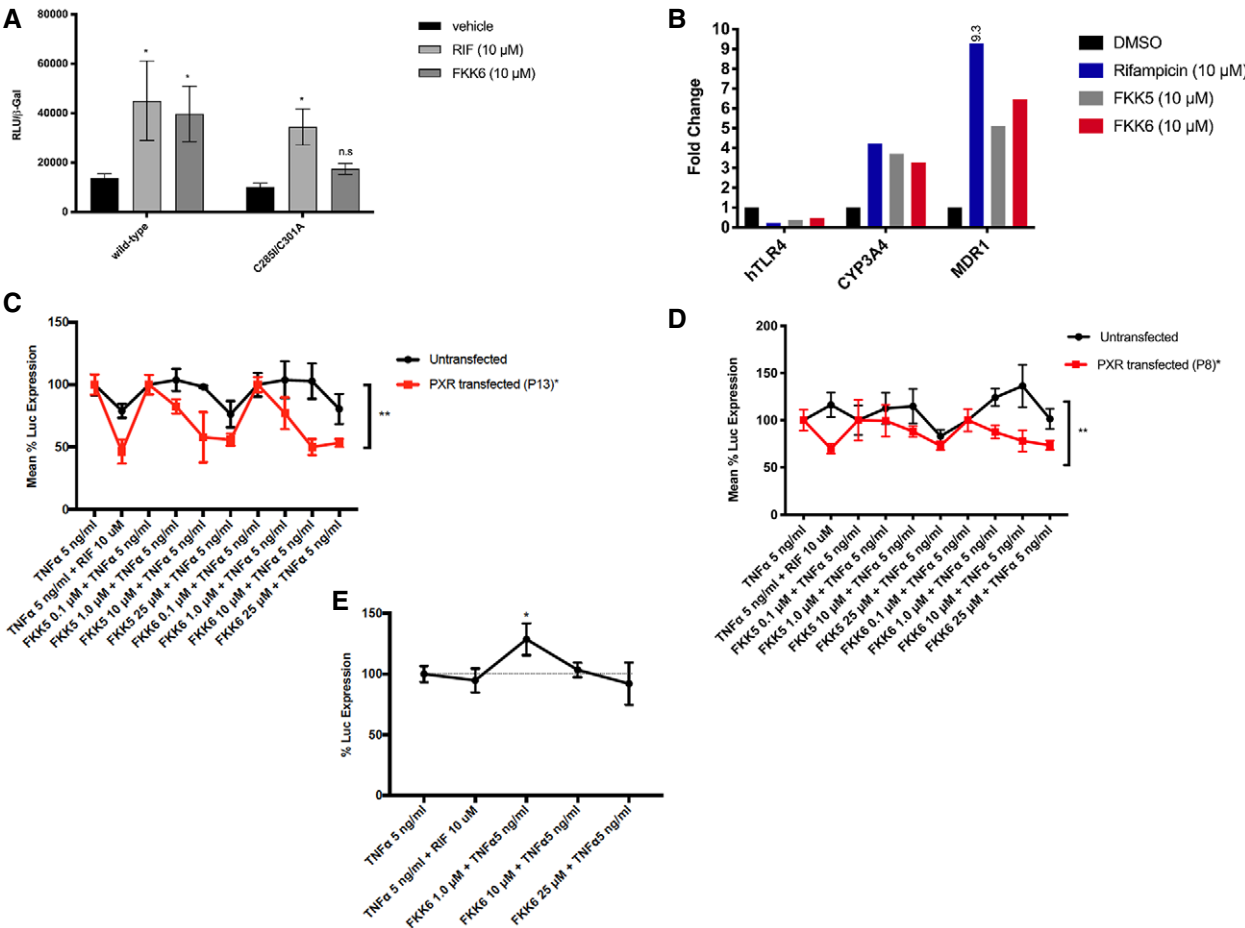 A
80000
60000
40000
20000
0
RLU/β-Gal
*
*
*
n.s
wild-type
C285I/C301A
vehicle
RIF (10 µM)
FKK6 (10 µM)
B
10
9
8
7
6
5
4
3
2
1
0
Fold Change
9.3
hTLR4
CYP3A4
MDR1
DMSO
Rifampicin (10 µM)
FKK5 (10 µM)
FKK6 (10 µM)
C
150
100
50
0
Mean % Luc Expression
Untransfected
PXR transfected (P13)*
**
TNFα 5 ng/ml
TNFα 5 ng/ml + RIF 10 uM
FKK5 0.1 µM + TNFα 5 ng/ml
FKK5 1.0 µM + TNFα 5 ng/ml
FKK5 10 µM + TNFα 5 ng/ml
FKK5 25 µM + TNFα 5 ng/ml
FKK6 0.1 µM + TNFα 5 ng/ml
FKK6 1.0 µM + TNFα 5 ng/ml
FKK6 10 µM + TNFα 5 ng/ml
FKK6 25 µM + TNFα 5 ng/ml
D
200
150
100
50
0
Mean % Luc Expression
Untransfected
PXR transfected (P8)*
**
TNFα 5 ng/ml
TNFα 5 ng/ml + RIF 10 uM
FKK5 0.1 µM + TNFα 5 ng/ml
FKK5 1.0 µM + TNFα 5 ng/ml
FKK5 10 µM + TNFα 5 ng/ml
FKK5 25 µM + TNFα 5 ng/ml
FKK6 0.1 µM + TNFα 5 ng/ml
FKK6 1.0 µM + TNFα 5 ng/ml
FKK6 10 µM + TNFα 5 ng/ml
FKK6 25 µM + TNFα 5 ng/ml
E
150
100
50
0
% Luc Expression
*
TNFα 5 ng/ml
TNFα 5 ng/ml + RIF 10 uM
FKK6 1.0 µM + TNFα5 ng/ml
FKK6 10 µM + TNFα5 ng/ml
FKK6 25 µM + TNFα5 ng/ml